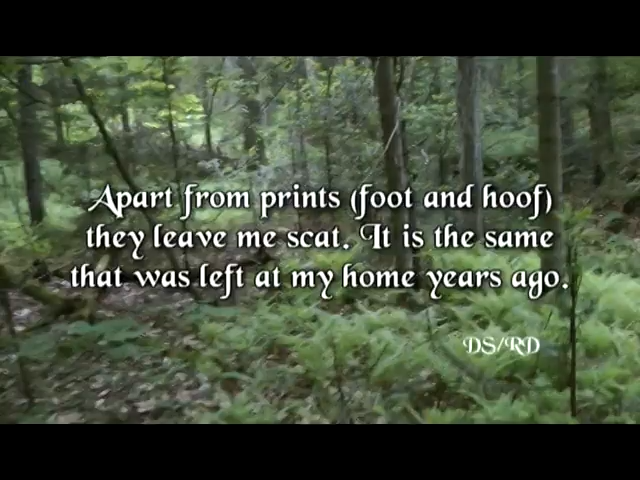 Apart from prints (foot and hoof)
they leave me scat. It is the same
that was left at my home years ago.
DS/RD